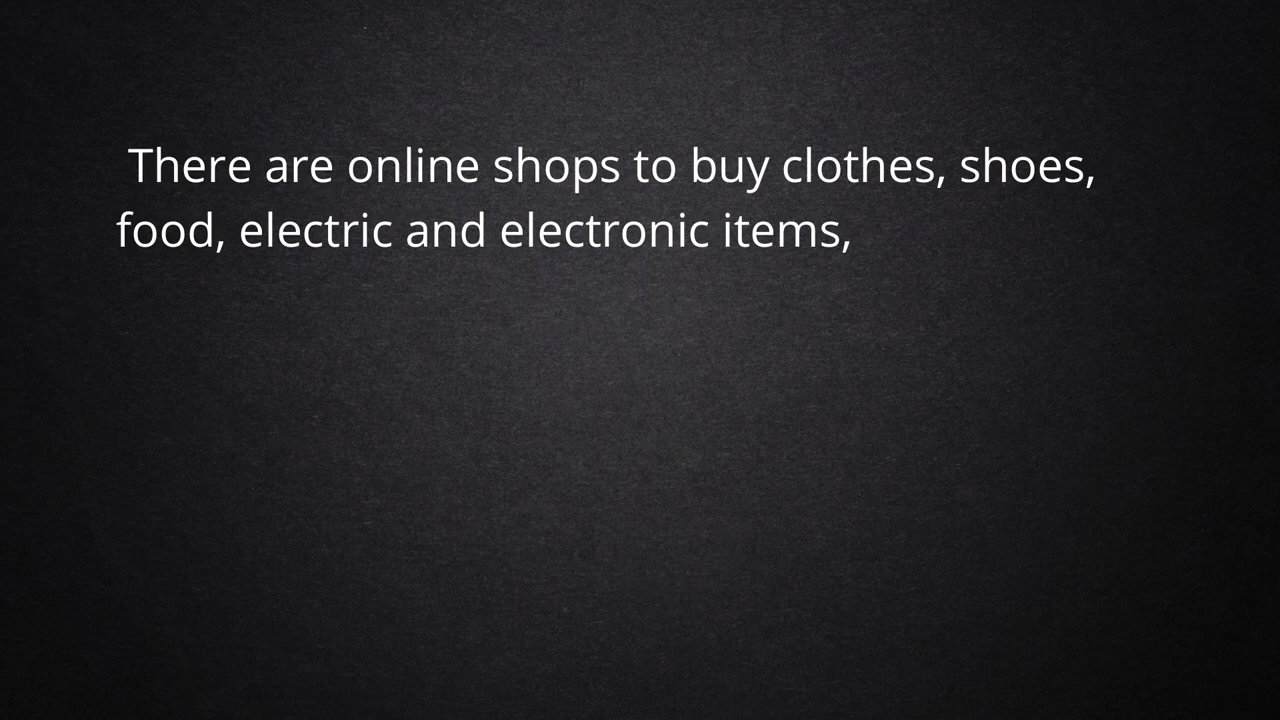 There are online shops to buy clothes, shoes,
food, electric and electronic items,